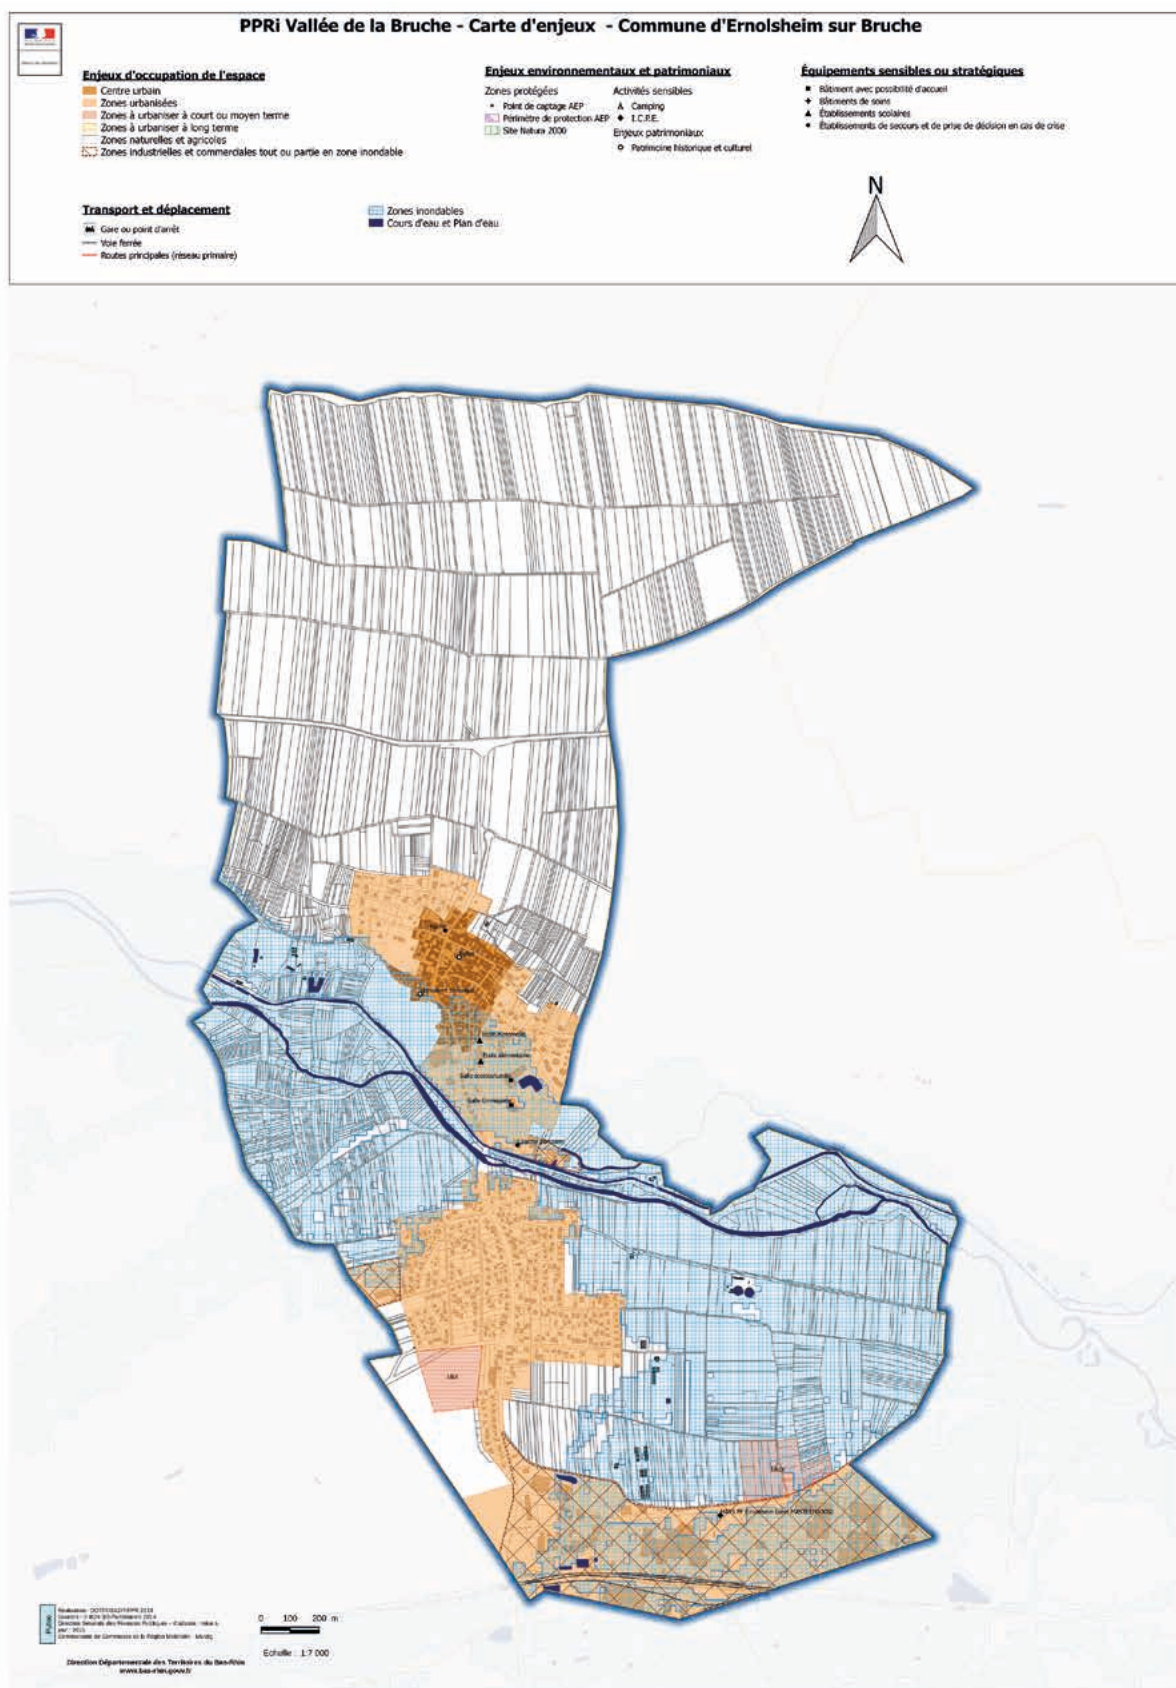 PPRi Vallée de la Bruche - Carte d'enjeux - Commune d'Ernolsheim sur Bruche
Enjeux d'occupation de l'espace
Centre urbain
Zones urbanisées
Zones à urbaniser à court ou moyen terme
Zones à urbaniser à long terme
Zones naturelles et agricoles
Zones industrielles et commerciales tout ou partie en zone inondable
Enjeux environnementaux et patrimoniaux
Zones protégées
Point de captage AEP
Périmètre de protection AEP
Site Natura 2000
Activités sensibles
Camping
I.C.P.E.
Enjeux patrimoniaux
Patrimoine historique et culturel
Équipements sensibles ou stratégiques
Bâtiment avec possibilité d'accueil
Bâtiments de soins
Établissements scolaires
Établissements de secours et de prise de décision en cas de crise
Transport et déplacement
Gare ou point d'arrêt
Voie ferrée
Routes principales (réseau primaire)
Zones inondables
Cours d'eau et Plan d'eau
N
0 100 200 m
Echelle : 1:7 000
Direction Départementale des Territoires du Bas-Rhin
www.bas-rhin.gouv.fr